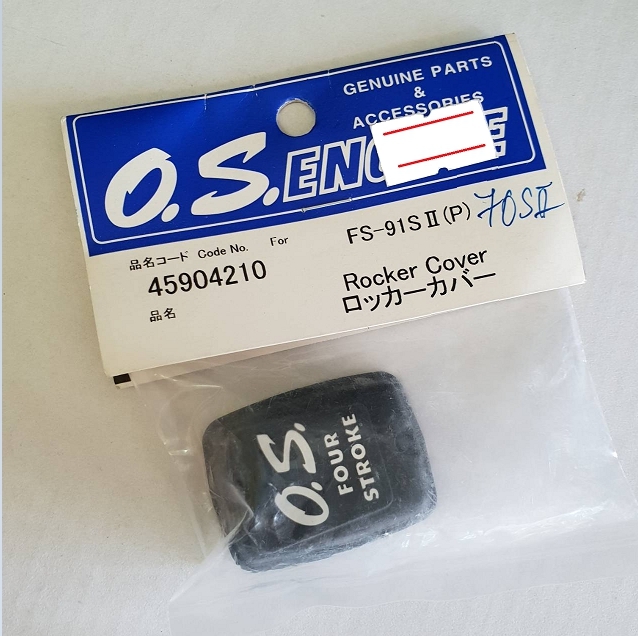 GENUINE PARTS
&
ACCESSORIES
O.S. ENGINE
品名コード Code No. For
FS-91SⅡ(P) 70SⅡ
45904210
Rocker Cover
品名
ロッカーカバー
O.S.
FOUR
STROKE